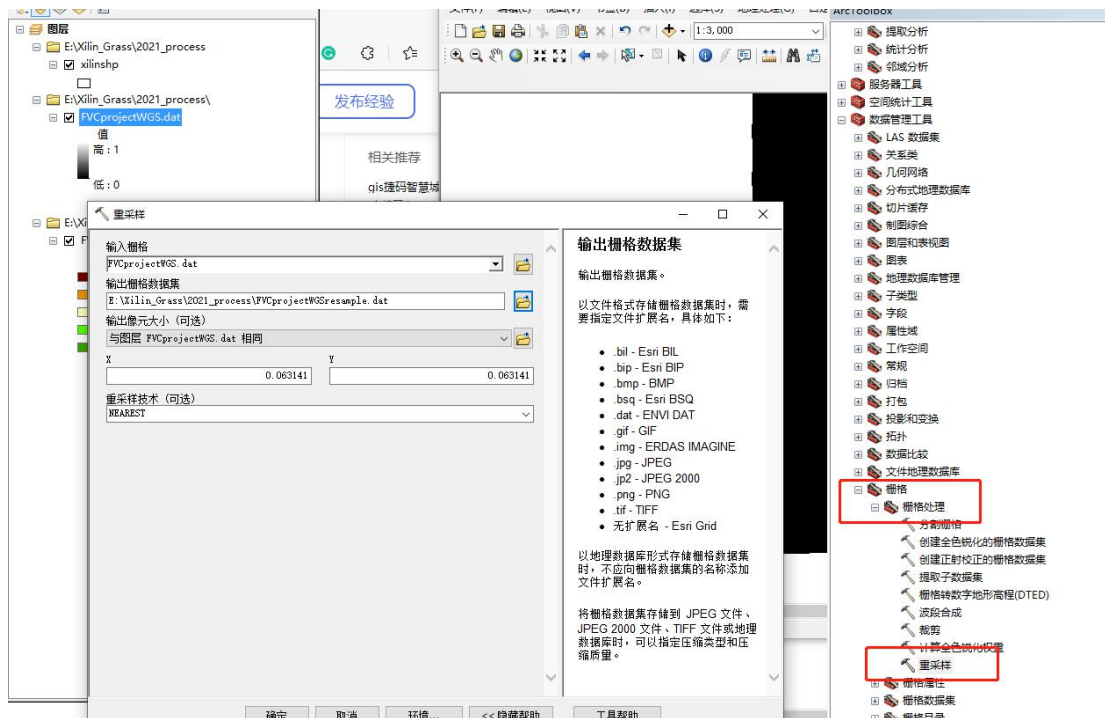 图层
E:\Xilin_Grass\2021_process
xilinshp
E:\Xilin_Grass\2021_process\
FVCprojectWGS.dat
值
高 : 1
低 : 0
发布经验
相关推荐
gis捷码智慧城
1:3,000
重采样
输入栅格
FVCprojectWGS.dat
输出栅格数据集
E:\Xilin_Grass\2021_process\FVCprojectWGSresample.dat
输出像元大小（可选）
与图层 FVCprojectWGS.dat 相同
X
Y
0.063141
0.063141
重采样技术（可选）
NEAREST
确定
取消
环境...
<< 隐藏帮助
工具帮助
输出栅格数据集
输出栅格数据集。
以文件格式存储栅格数据集时，需
要指定文件扩展名，具体如下：
.bil - Esri BIL
.bip - Esri BIP
.bmp - BMP
.bsq - Esri BSQ
.dat - ENVI DAT
.gif - GIF
.img - ERDAS IMAGINE
.jpg - JPEG
.jp2 - JPEG 2000
.png - PNG
.tif - TIFF
无扩展名 - Esri Grid
以地理数据库形式存储栅格数据集
时，不应向栅格数据集的名称添加
文件扩展名。
将栅格数据集存储到 JPEG 文件、
JPEG 2000 文件、TIFF 文件或地理
数据库时，可以指定压缩类型和压
缩质量。
ArcToolbox
提取分析
统计分析
邻域分析
服务器工具
空间统计工具
数据管理工具
LAS 数据集
关系类
几何网络
分布式地理数据库
切片缓存
制图综合
图层和表视图
图表
地理数据库管理
子类型
字段
属性域
工作空间
常规
归档
打包
投影和变换
拓扑
数据比较
文件地理数据库
栅格
栅格处理
分割栅格
创建全色锐化的栅格数据集
创建正射校正的栅格数据集
提取子数据集
栅格转数字地形高程(DTED)
波段合成
裁剪
计算全色锐化权重
重采样
栅格属性
栅格数据集
栅格目录